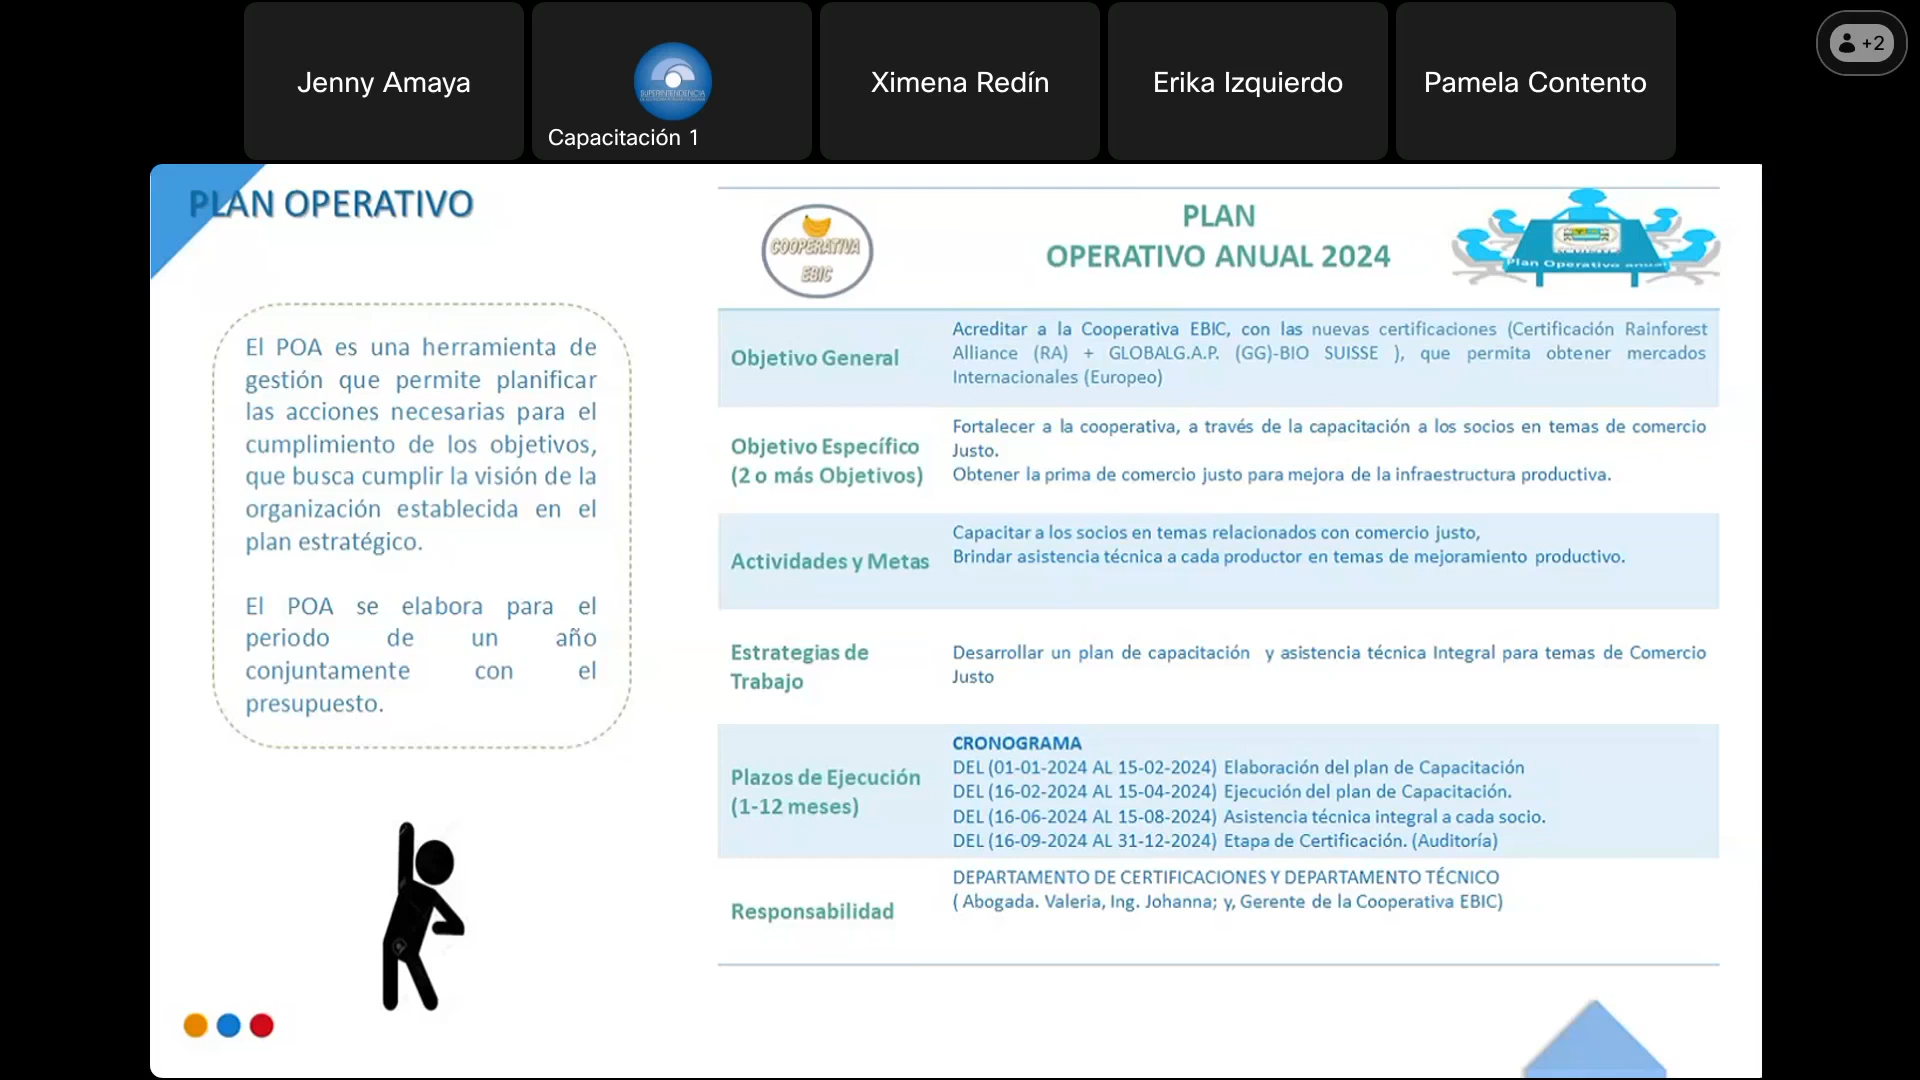 Jenny Amaya
SUPERINTENDENCIA
Capacitación 1
Ximena Redín
Erika Izquierdo
Pamela Contento
+2
PLAN OPERATIVO
El POA es una herramienta de
gestión que permite planificar
las acciones necesarias para el
cumplimiento de los objetivos,
que busca cumplir la visión de la
organización establecida en el
plan estratégico.
El POA se elabora para el
periodo de un año
conjuntamente con el
presupuesto.
COOPERATIVA
EBIC
PLAN
OPERATIVO ANUAL 2024
Plan Operativo anual
Objetivo General
Acreditar a la Cooperativa EBIC, con las nuevas certificaciones (Certificación Rainforest
Alliance (RA) + GLOBALG.A.P. (GG)-BIO SUISSE ), que permita obtener mercados
Internacionales (Europeo)
Objetivo Específico
(2 o más Objetivos)
Fortalecer a la cooperativa, a través de la capacitación a los socios en temas de comercio
Justo.
Obtener la prima de comercio justo para mejora de la infraestructura productiva.
Actividades y Metas
Capacitar a los socios en temas relacionados con comercio justo,
Brindar asistencia técnica a cada productor en temas de mejoramiento productivo.
Estrategias de
Trabajo
Desarrollar un plan de capacitación y asistencia técnica Integral para temas de Comercio
Justo
Plazos de Ejecución
(1-12 meses)
CRONOGRAMA
DEL (01-01-2024 AL 15-02-2024) Elaboración del plan de Capacitación
DEL (16-02-2024 AL 15-04-2024) Ejecución del plan de Capacitación.
DEL (16-06-2024 AL 15-08-2024) Asistencia técnica integral a cada socio.
DEL (16-09-2024 AL 31-12-2024) Etapa de Certificación. (Auditoría)
Responsabilidad
DEPARTAMENTO DE CERTIFICACIONES Y DEPARTAMENTO TÉCNICO
( Abogada. Valeria, Ing. Johanna; y, Gerente de la Cooperativa EBIC)